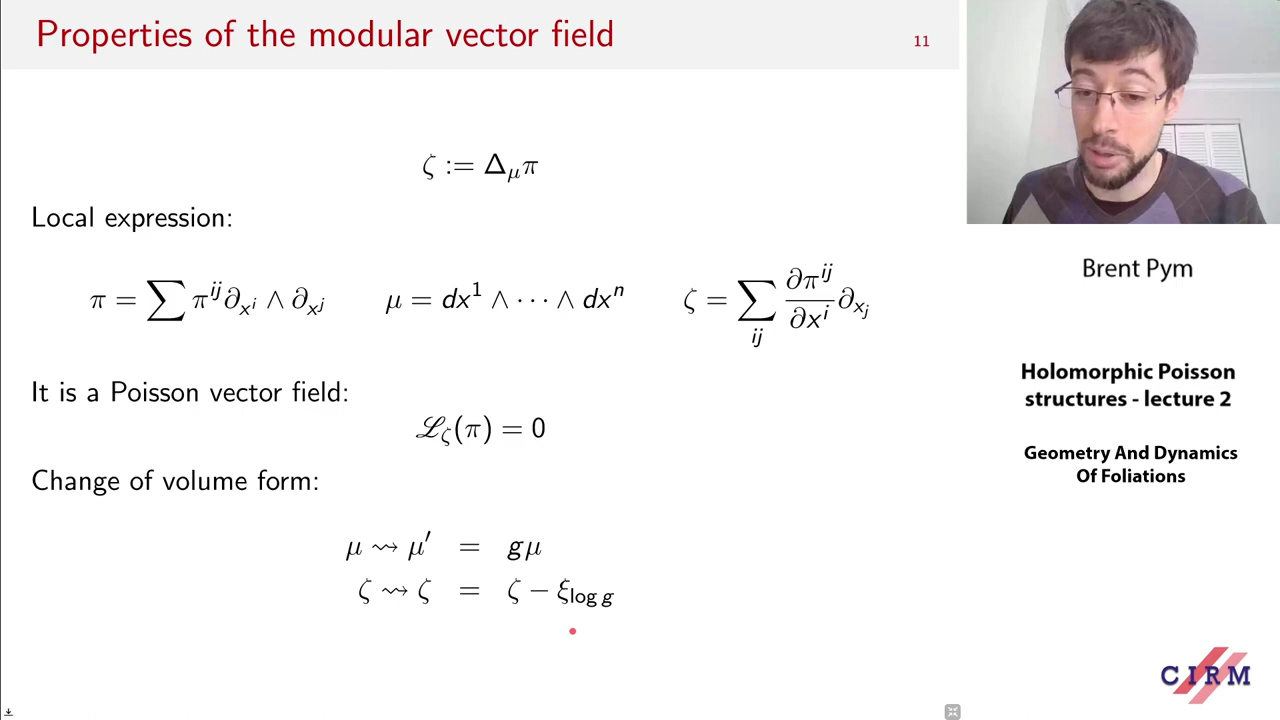 Properties of the modular vector field
11
ζ := Δ_μ π
Local expression:
π = ∑ π^{ij} ∂_{x^i} ∧ ∂_{x^j}    μ = dx^1 ∧ ⋯ ∧ dx^n    ζ = ∑_{ij} ∂π^{ij}/∂x^i ∂_{x_j}
It is a Poisson vector field:
ℒ_ζ(π) = 0
Change of volume form:
μ ⇝ μ′ = gμ
ζ ⇝ ζ = ζ − ξ_{log g}
Brent Pym
Holomorphic Poisson
structures - lecture 2
Geometry And Dynamics
Of Foliations
CIRM